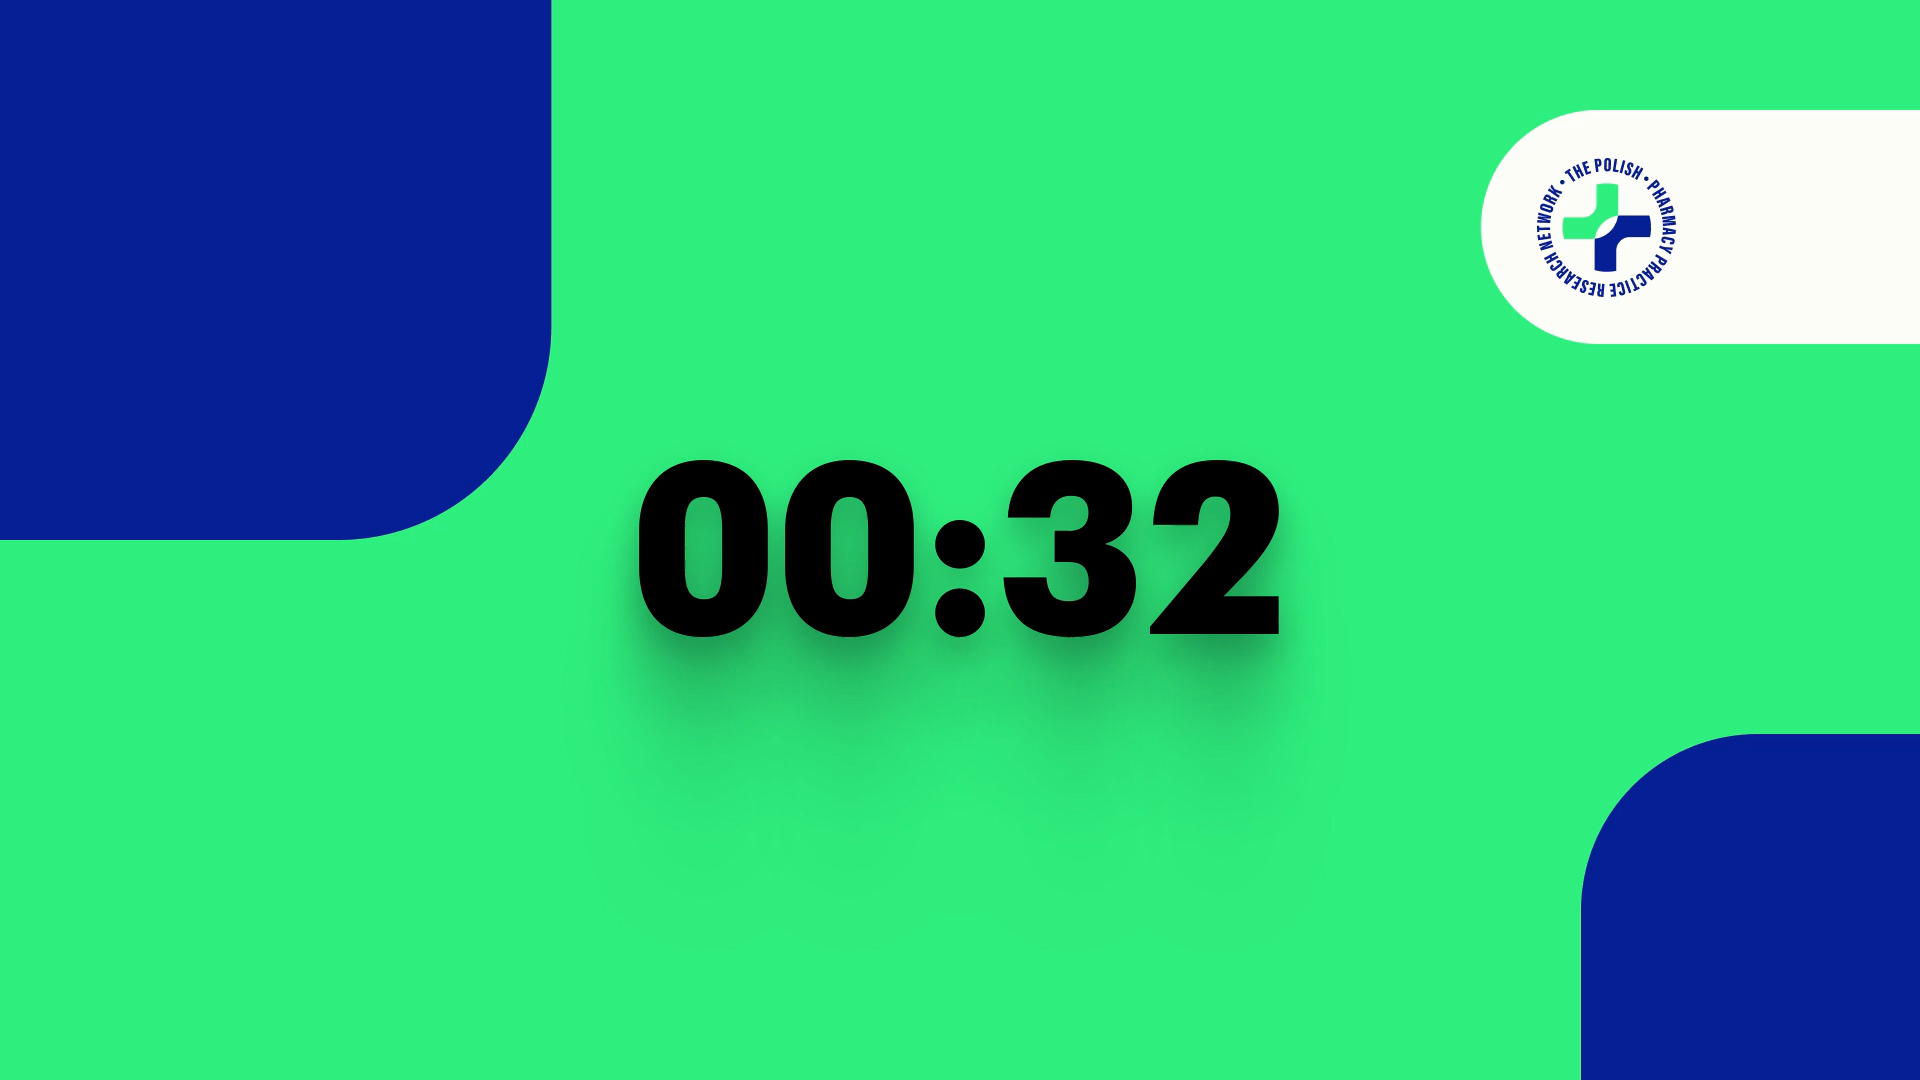 • THE POLISH • PHARMACY PRACTICE RESEARCH NETWORK
00:32